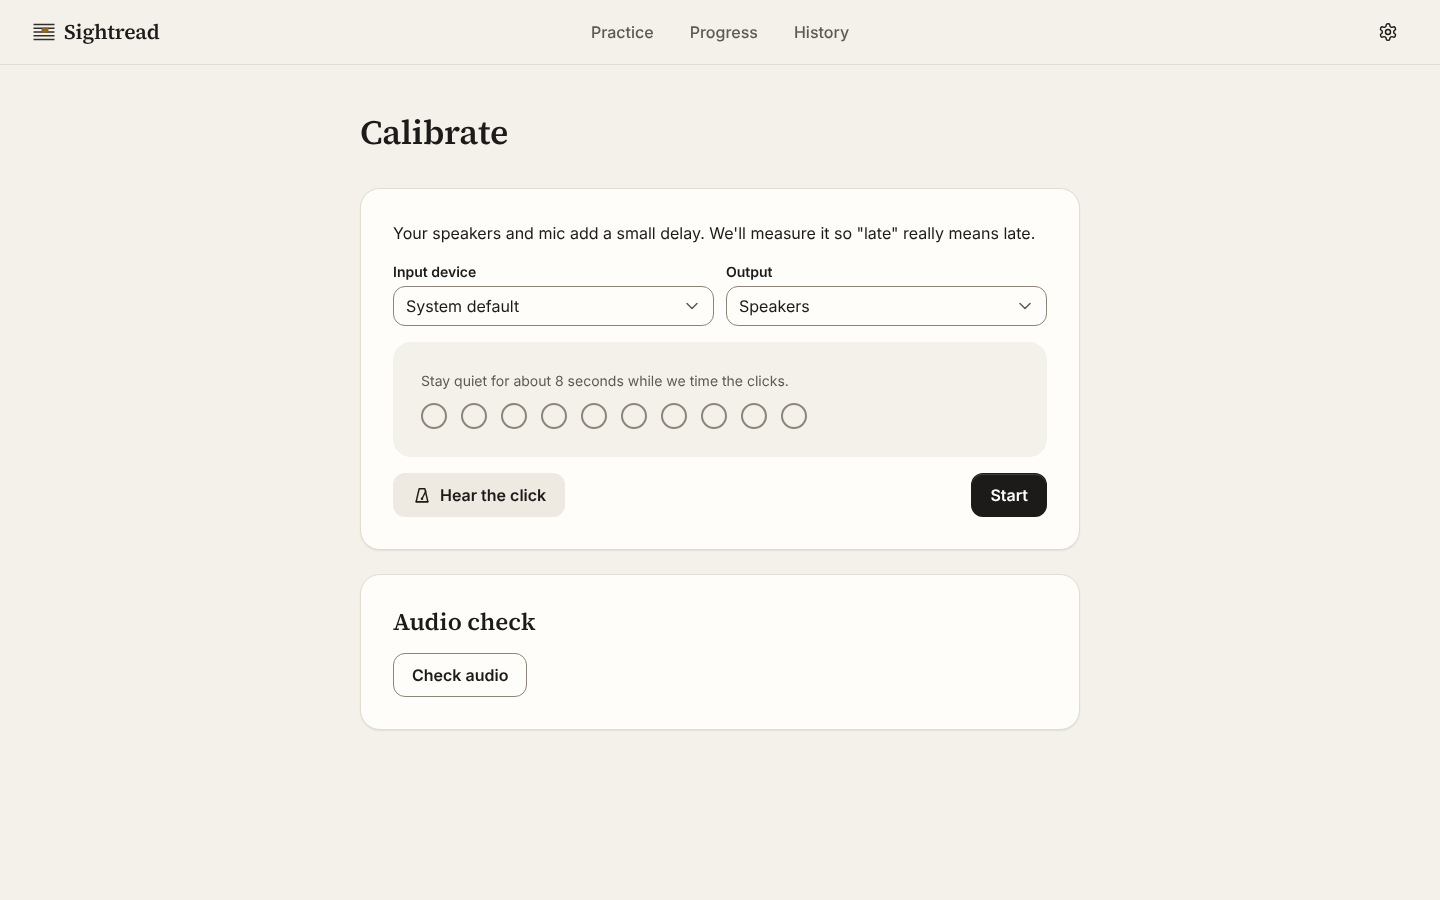 Sightread
Practice
Progress
History
Calibrate
Your speakers and mic add a small delay. We'll measure it so "late" really means late.
Input device
Output
System default
Speakers
Stay quiet for about 8 seconds while we time the clicks.
Hear the click
Start
Audio check
Check audio